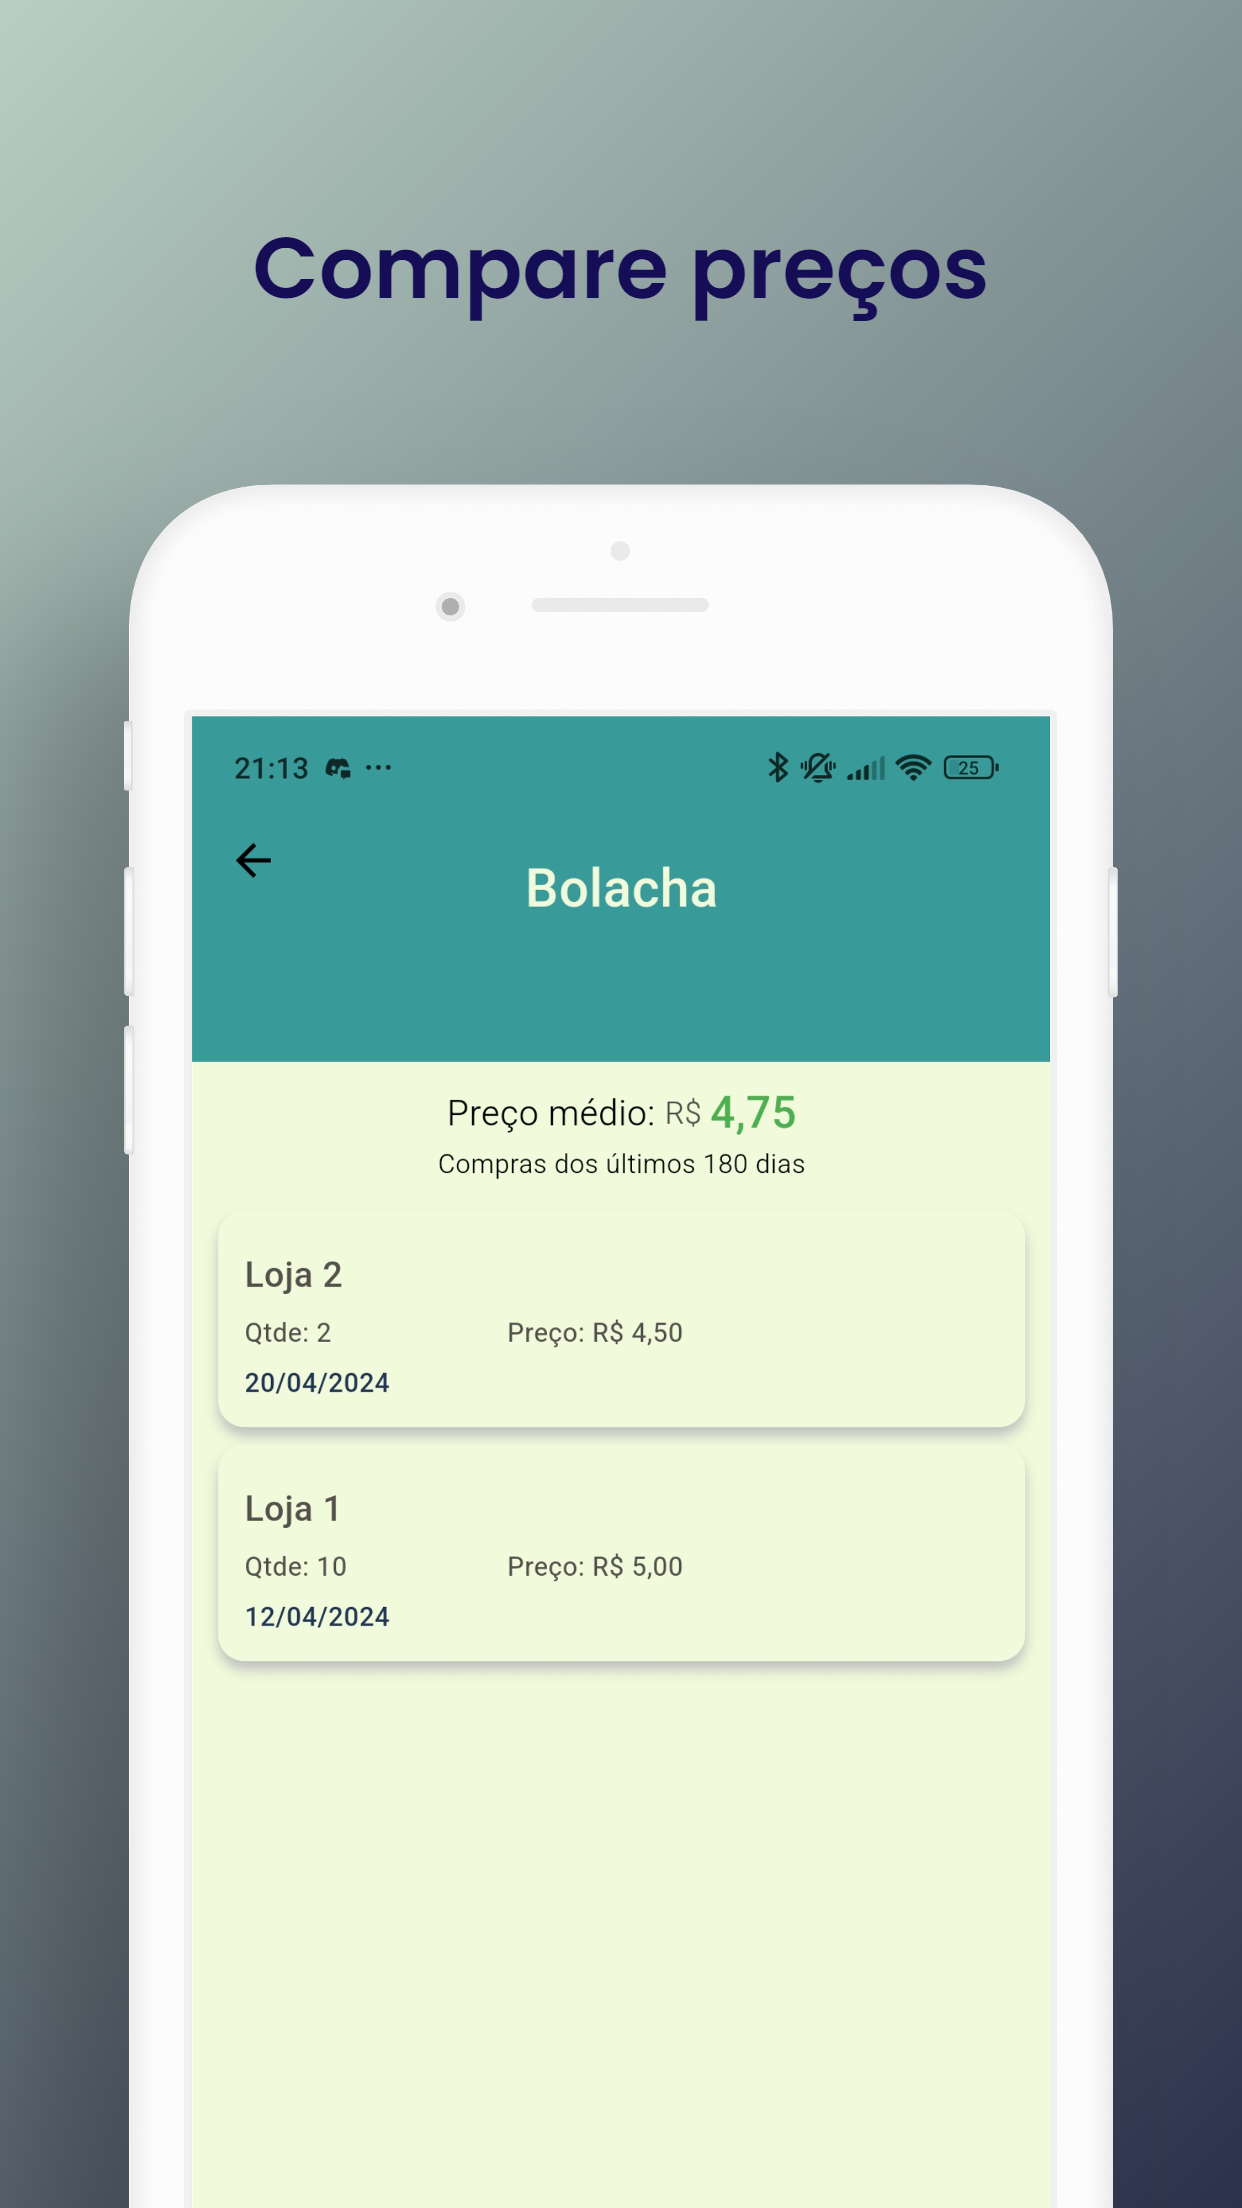 Compare preços
21:13
25
Bolacha
Preço médio: R$ 4,75
Compras dos últimos 180 dias
Loja 2
Qtde: 2 Preço: R$ 4,50
20/04/2024
Loja 1
Qtde: 10 Preço: R$ 5,00
12/04/2024